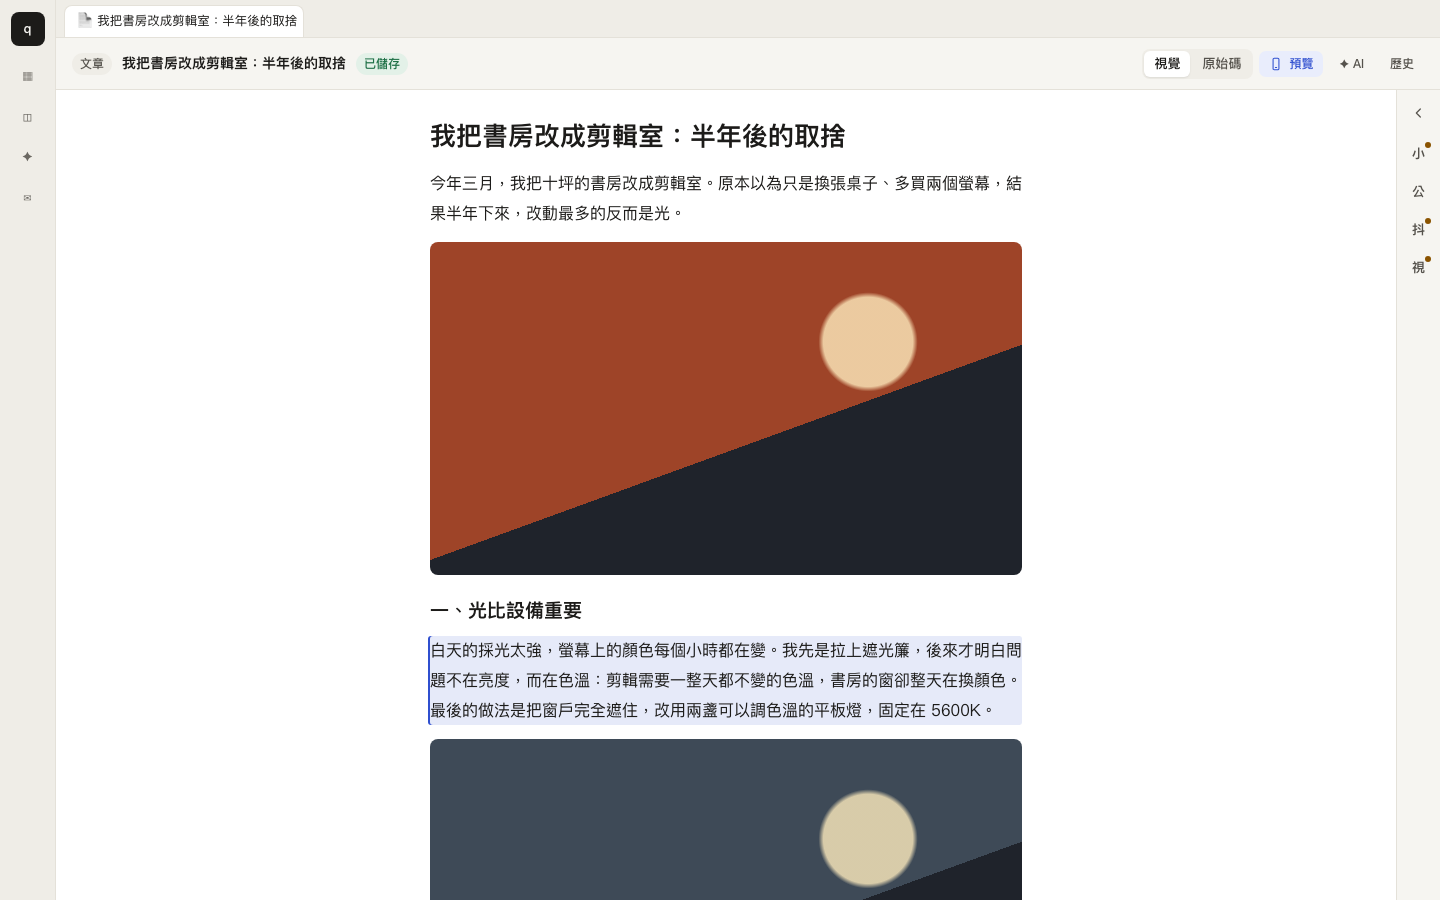 q
我把書房改成剪輯室：半年後的取捨
文章
我把書房改成剪輯室：半年後的取捨
已儲存
視覺
原始碼
預覽
AI
歷史
我把書房改成剪輯室：半年後的取捨
今年三月，我把十坪的書房改成剪輯室。原本以為只是換張桌子、多買兩個螢幕，結
果半年下來，改動最多的反而是光。
一、光比設備重要
白天的採光太強，螢幕上的顏色每個小時都在變。我先是拉上遮光簾，後來才明白問
題不在亮度，而在色溫：剪輯需要一整天都不變的色溫，書房的窗卻整天在換顏色。
最後的做法是把窗戶完全遮住，改用兩盞可以調色溫的平板燈，固定在 5600K。
小
公
抖
視